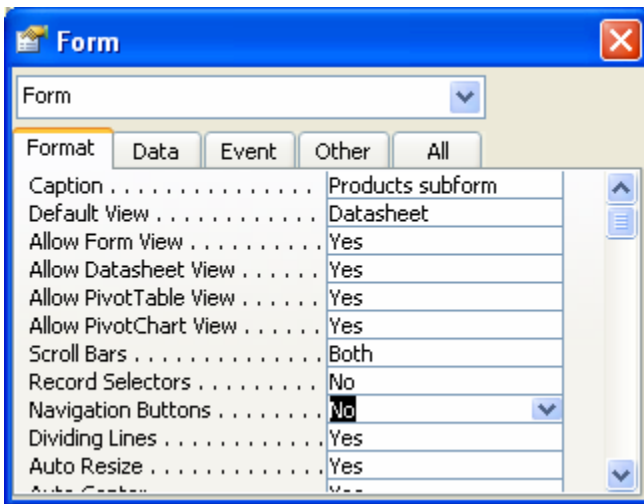 Form
Form
Format Data Event Other All
Caption . . . . . . . . . . . . . . . Products subform
Default View . . . . . . . . . . . . Datasheet
Allow Form View . . . . . . . . . Yes
Allow Datasheet View . . . . . . Yes
Allow PivotTable View . . . . . . Yes
Allow PivotChart View . . . . . . Yes
Scroll Bars . . . . . . . . . . . . . . Both
Record Selectors . . . . . . . . . No
Navigation Buttons . . . . . . . . No
Dividing Lines . . . . . . . . . . . . Yes
Auto Resize . . . . . . . . . . . . . Yes